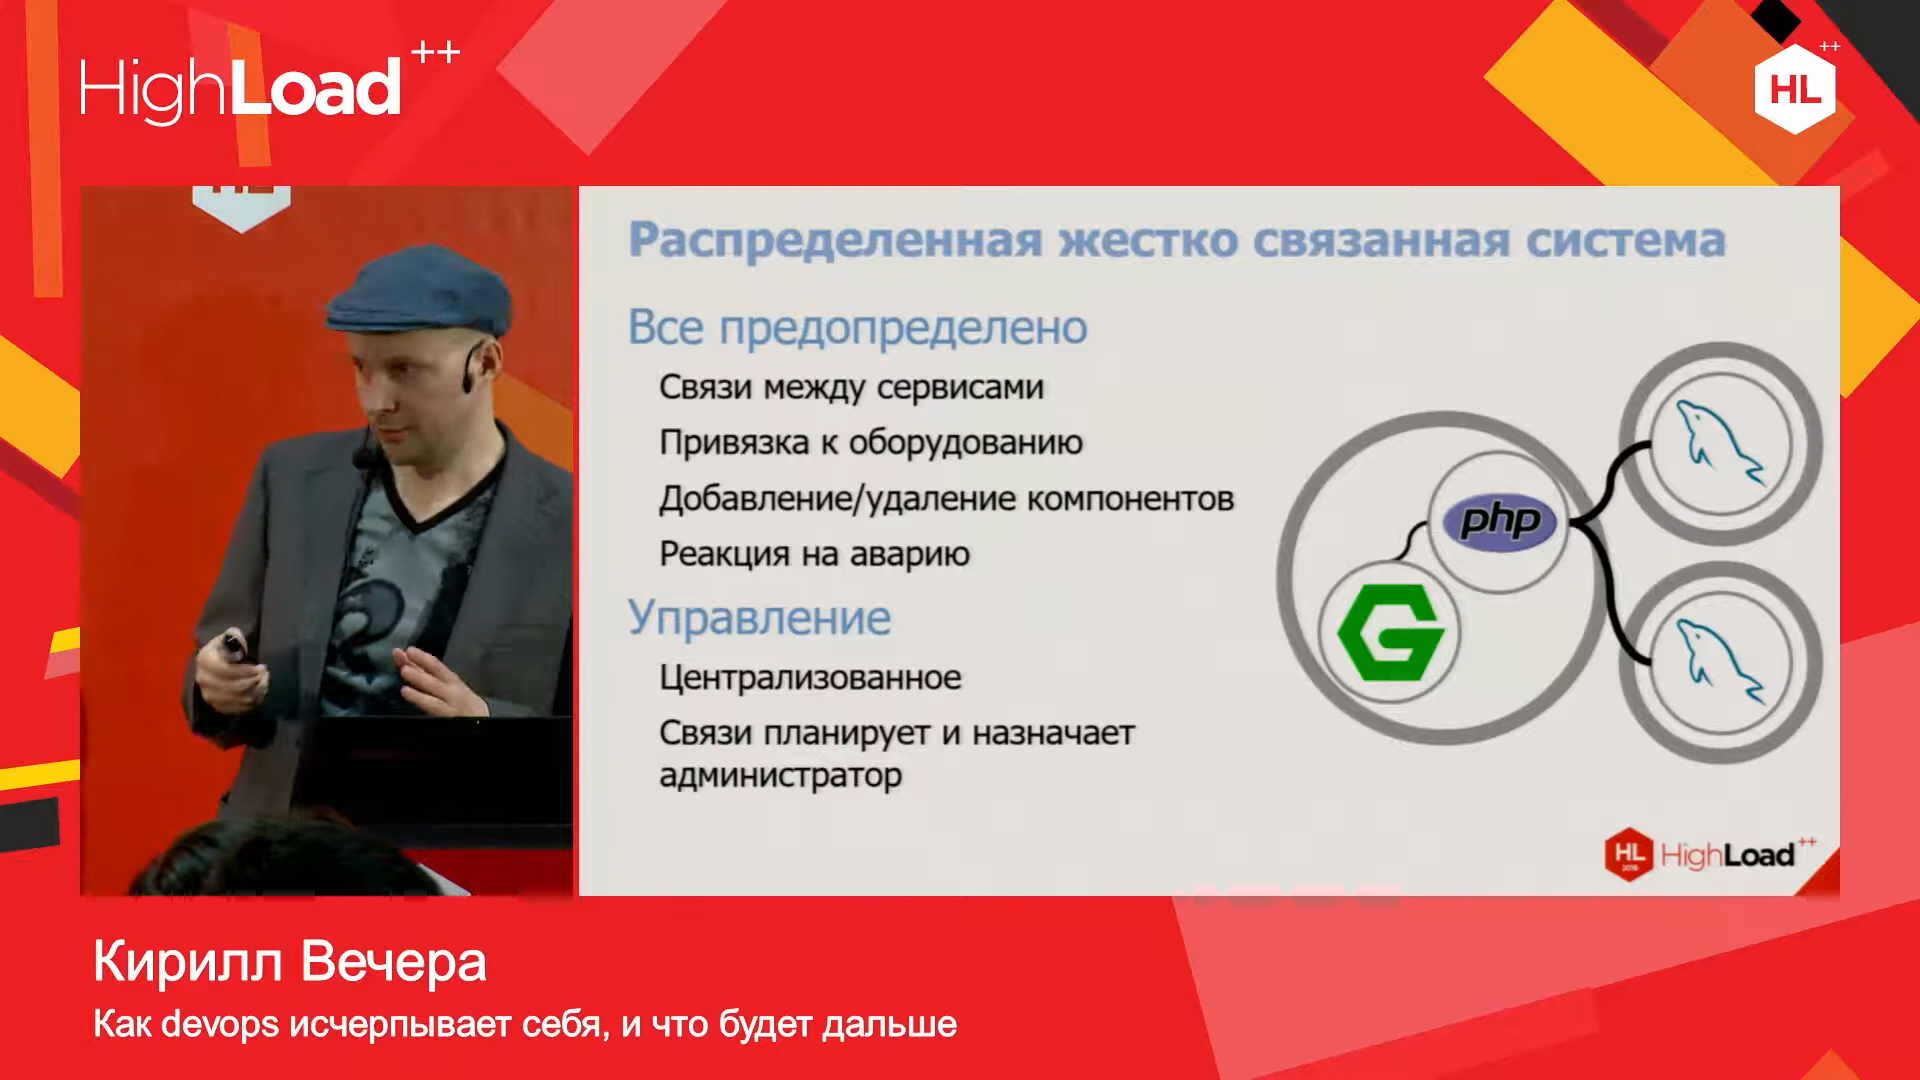 HighLoad++
HL++
HL
Распределенная жестко связанная система
Все предопределено
Связи между сервисами
Привязка к оборудованию
Добавление/удаление компонентов
Реакция на аварию
Управление
Централизованное
Связи планирует и назначает
администратор
php
HL
HighLoad++
Кирилл Вечера
Как devops исчерпывает себя, и что будет дальше